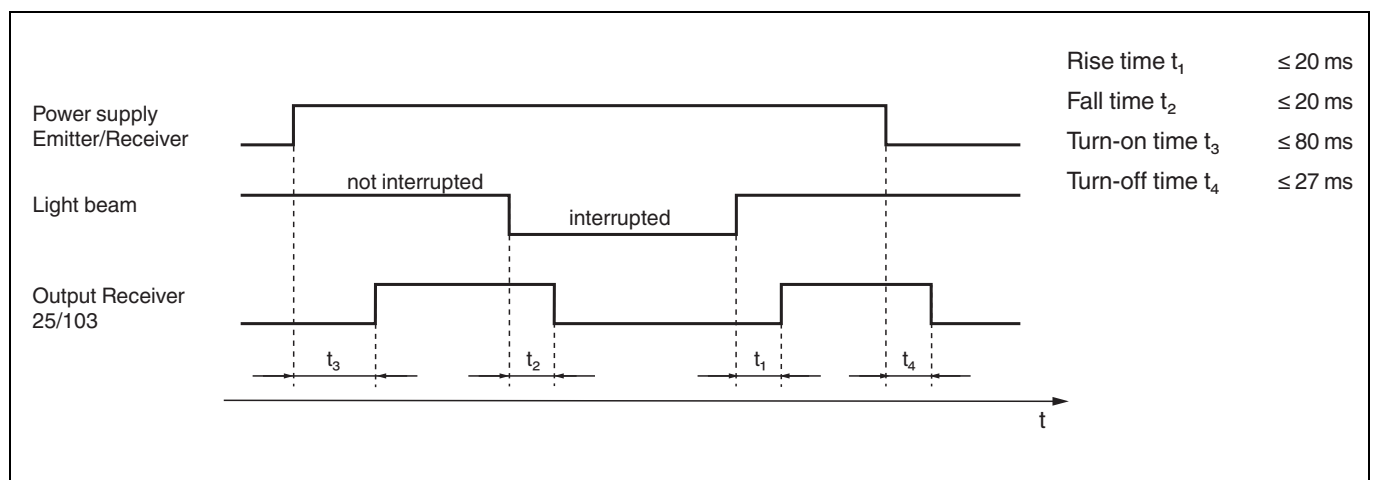 Rise time t₁ ≤ 20 ms
Fall time t₂ ≤ 20 ms
Turn-on time t₃ ≤ 80 ms
Turn-off time t₄ ≤ 27 ms
Power supply
Emitter/Receiver
not interrupted
Light beam
interrupted
Output Receiver
25/103
t₃ t₂ t₁ t₄
t